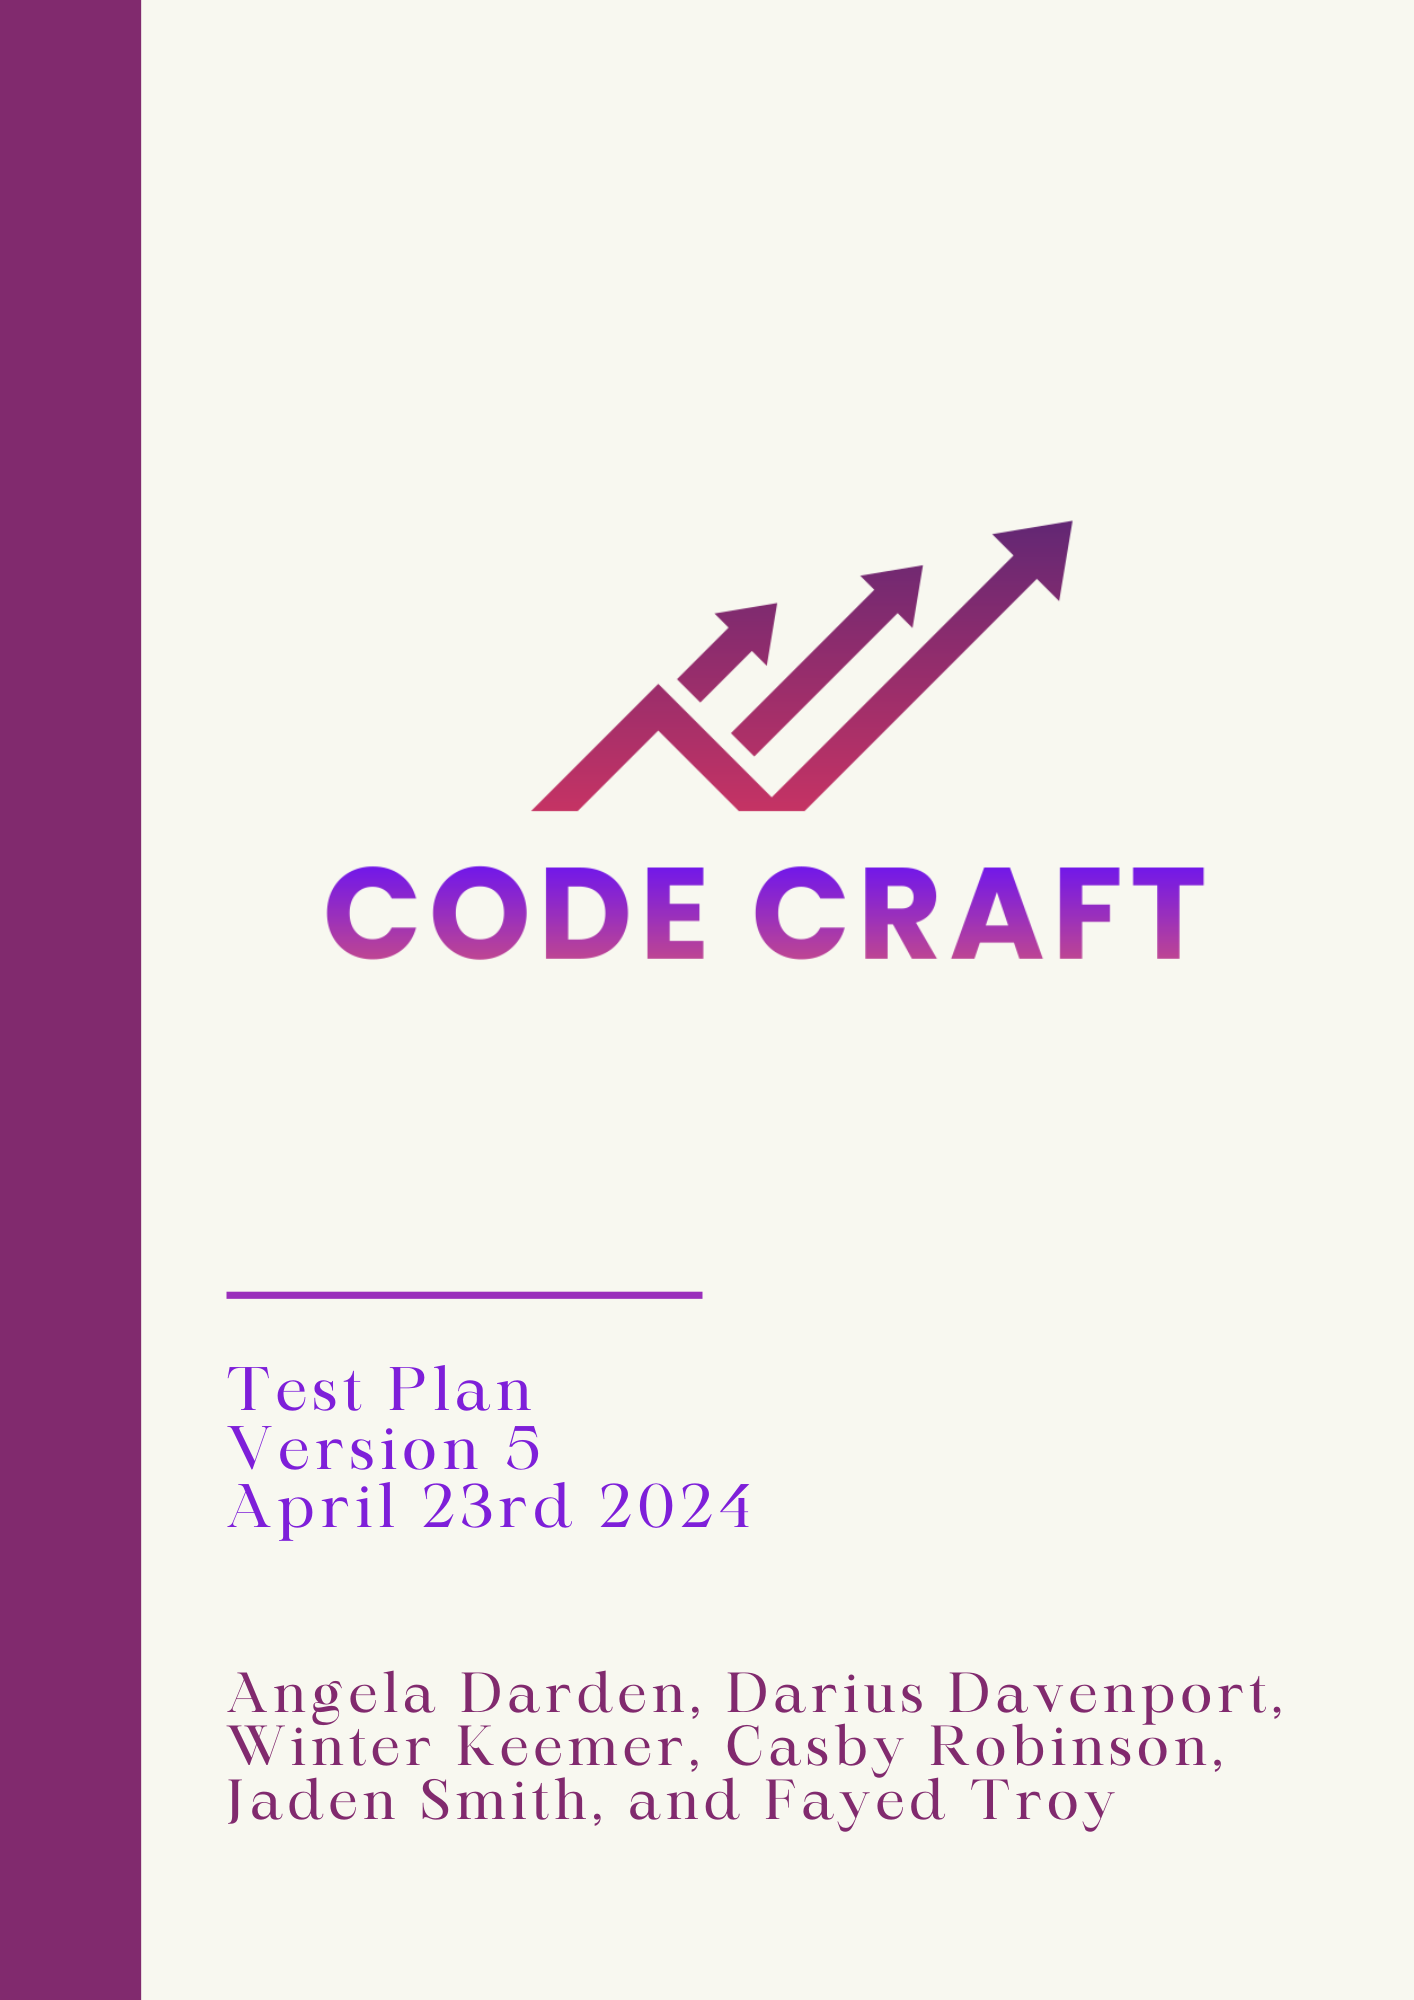 CODE CRAFT
Test Plan
Version 5
April 23rd 2024
Angela Darden, Darius Davenport,
Winter Keemer, Casby Robinson,
Jaden Smith, and Fayed Troy